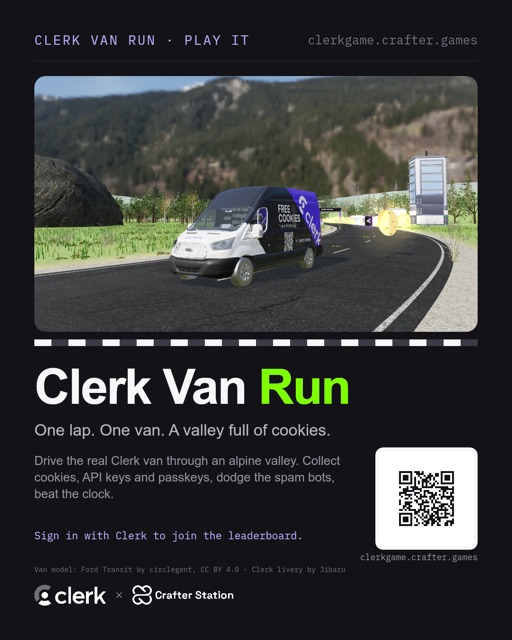 CLERK VAN RUN · PLAY IT
clerkgame.crafter.games
FREE
COOKIES
Clerk
Clerk Van Run
One lap. One van. A valley full of cookies.
Drive the real Clerk van through an alpine valley. Collect
cookies, API keys and passkeys, dodge the spam bots,
beat the clock.
Sign in with Clerk to join the leaderboard.
clerkgame.crafter.games
Van model: Ford Transit by circlegent, CC BY 4.0 · Clerk livery by Jibaru
clerk × Crafter Station